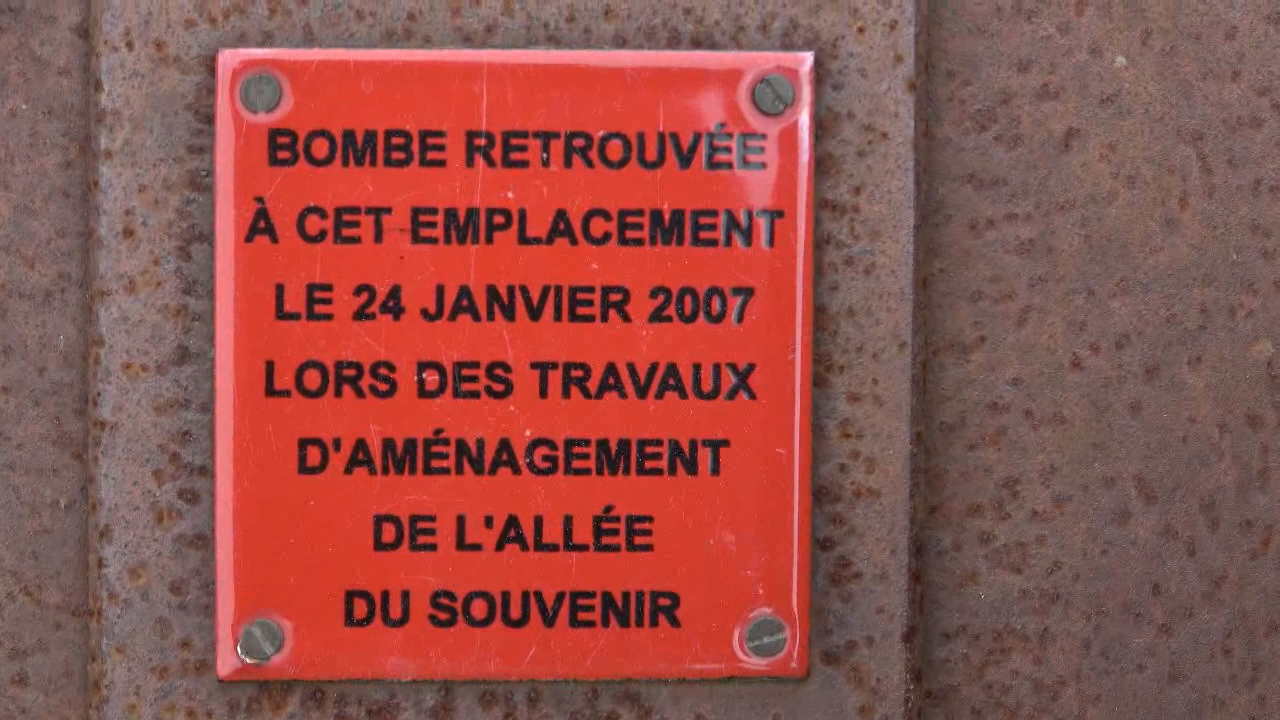 BOMBE RETROUVÉE
À CET EMPLACEMENT
LE 24 JANVIER 2007
LORS DES TRAVAUX
D'AMÉNAGEMENT
DE L'ALLÉE
DU SOUVENIR